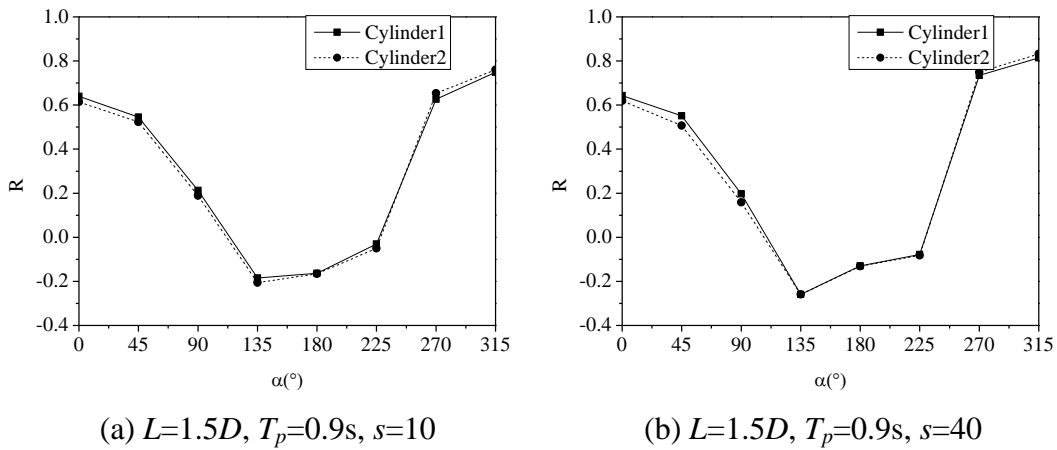 1.0
0.8
0.6
0.4
0.2
0.0
-0.2
-0.4
R
Cylinder1
Cylinder2
0 45 90 135 180 225 270 315
α(°)
(a) L=1.5D, Tp=0.9s, s=10
1.0
0.8
0.6
0.4
0.2
0.0
-0.2
-0.4
R
Cylinder1
Cylinder2
0 45 90 135 180 225 270 315
α(°)
(b) L=1.5D, Tp=0.9s, s=40